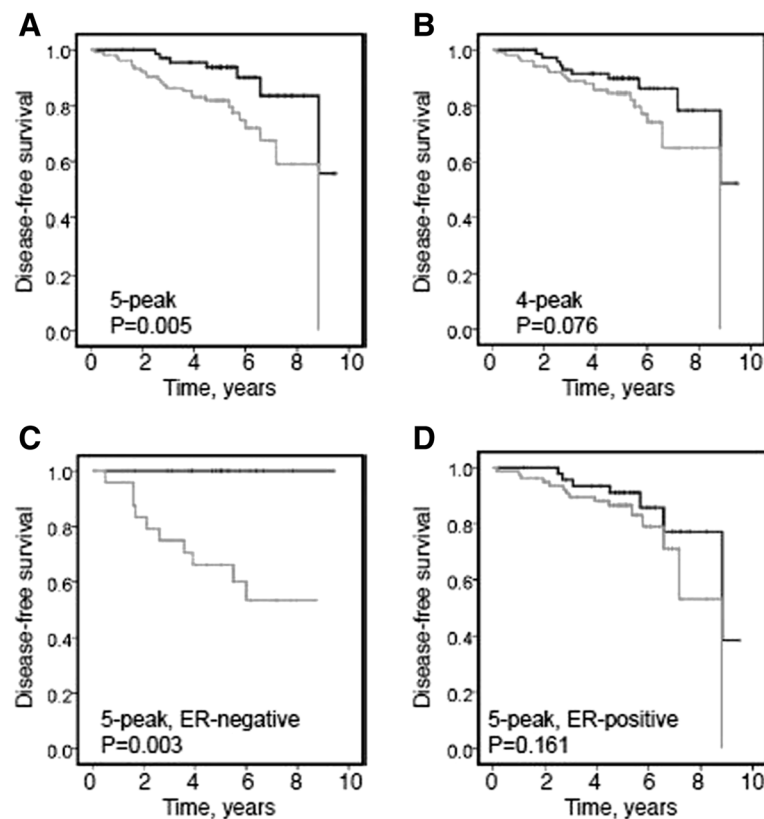 A
Disease-free survival
1.0
0.8
0.6
0.4
0.2
0.0
5-peak
P=0.005
0 2 4 6 8 10
Time, years
B
Disease-free survival
1.0
0.8
0.6
0.4
0.2
0.0
4-peak
P=0.076
0 2 4 6 8 10
Time, years
C
Disease-free survival
1.0
0.8
0.6
0.4
0.2
0.0
5-peak, ER-negative
P=0.003
0 2 4 6 8 10
Time, years
D
Disease-free survival
1.0
0.8
0.6
0.4
0.2
0.0
5-peak, ER-positive
P=0.161
0 2 4 6 8 10
Time, years